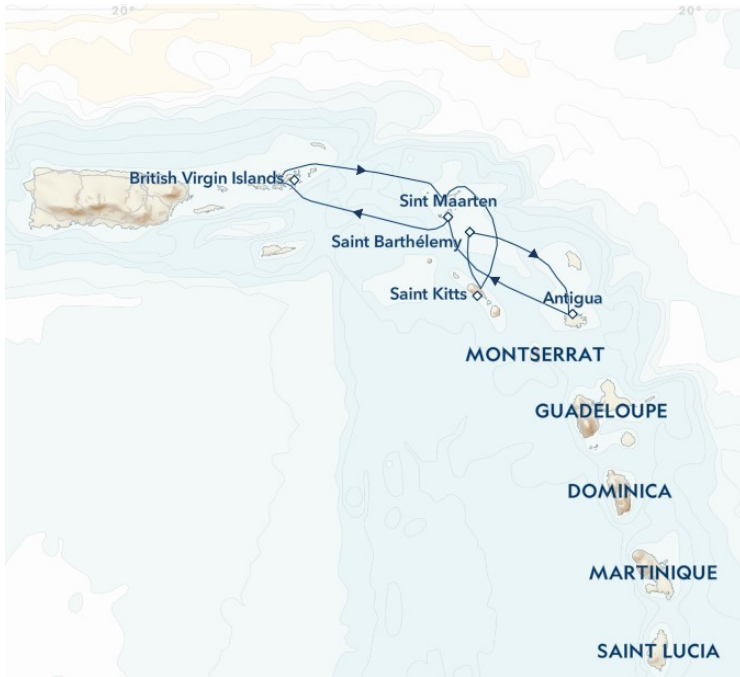 20°
20°
British Virgin Islands
Sint Maarten
Saint Barthélemy
Saint Kitts
Antigua
MONTSERRAT
GUADELOUPE
DOMINICA
MARTINIQUE
SAINT LUCIA